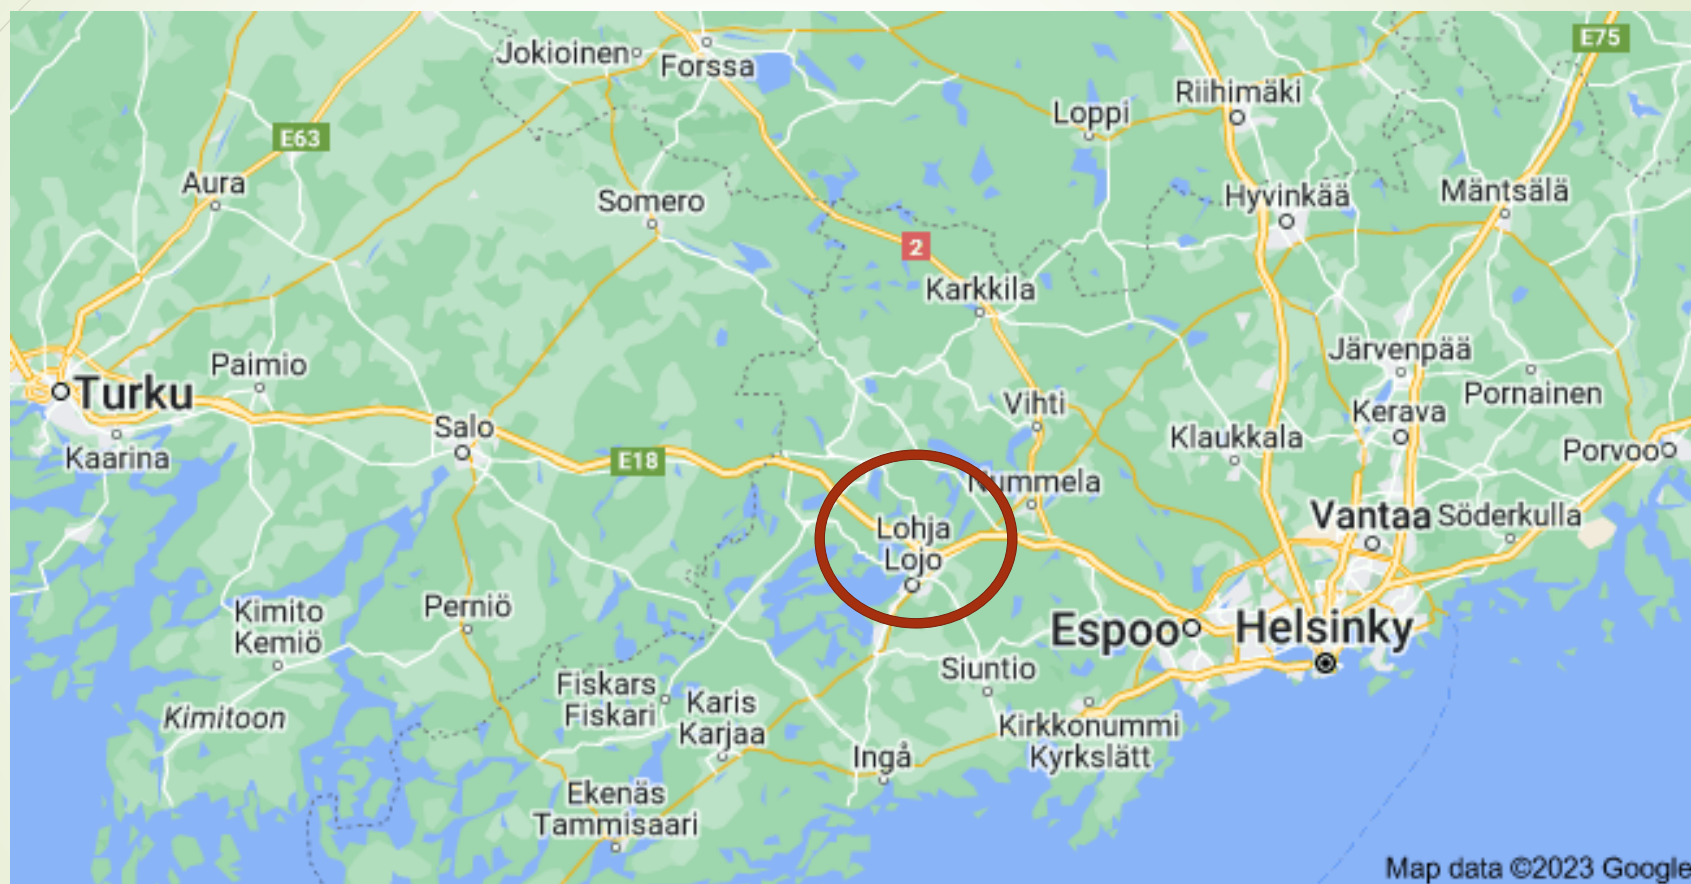 E75
Jokioinen
Forssa
Riihimäki
Loppi
E63
Aura
Somero
Hyvinkää
Mäntsälä
2
Karkkila
Järvenpää
Paimio
Turku
Pornainen
Vihti
Kerava
Salo
Klaukkala
Kaarina
E18
Porvoo
Nummela
Lohja
Lojo
Vantaa
Söderkulla
Kimito
Kemiö
Perniö
Espoo
Helsinky
Siuntio
Fiskars
Fiskari
Karis
Karjaa
Kimitoon
Kirkkonummi
Kyrkslätt
Ingå
Ekenäs
Tammisaari
Map data ©2023 Google